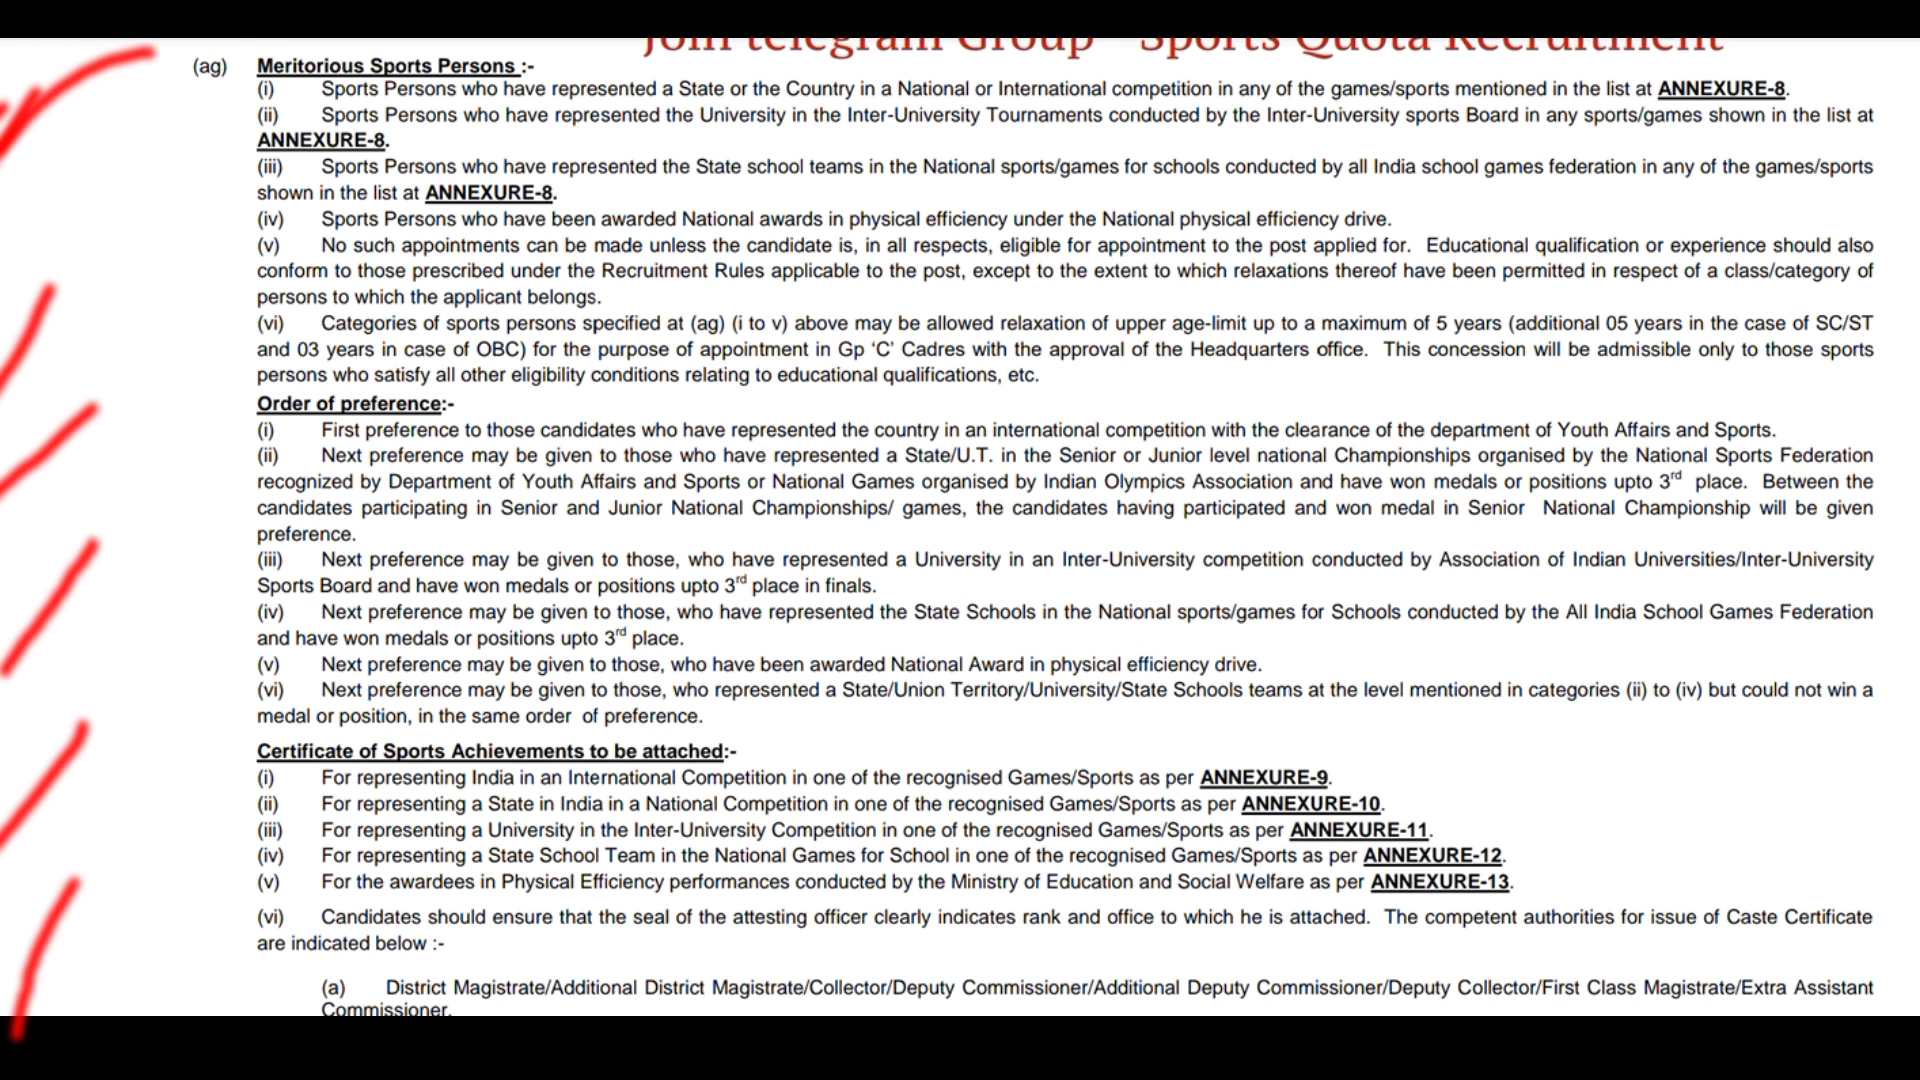 Join telegram Group - Sports Quota Recruitment
(ag) Meritorious Sports Persons :-
(i) Sports Persons who have represented a State or the Country in a National or International competition in any of the games/sports mentioned in the list at ANNEXURE-8.
(ii) Sports Persons who have represented the University in the Inter-University Tournaments conducted by the Inter-University sports Board in any sports/games shown in the list at
ANNEXURE-8.
(iii) Sports Persons who have represented the State school teams in the National sports/games for schools conducted by all India school games federation in any of the games/sports
shown in the list at ANNEXURE-8.
(iv) Sports Persons who have been awarded National awards in physical efficiency under the National physical efficiency drive.
(v) No such appointments can be made unless the candidate is, in all respects, eligible for appointment to the post applied for. Educational qualification or experience should also
conform to those prescribed under the Recruitment Rules applicable to the post, except to the extent to which relaxations thereof have been permitted in respect of a class/category of
persons to which the applicant belongs.
(vi) Categories of sports persons specified at (ag) (i to v) above may be allowed relaxation of upper age-limit up to a maximum of 5 years (additional 05 years in the case of SC/ST
and 03 years in case of OBC) for the purpose of appointment in Gp ‘C’ Cadres with the approval of the Headquarters office. This concession will be admissible only to those sports
persons who satisfy all other eligibility conditions relating to educational qualifications, etc.
Order of preference:-
(i) First preference to those candidates who have represented the country in an international competition with the clearance of the department of Youth Affairs and Sports.
(ii) Next preference may be given to those who have represented a State/U.T. in the Senior or Junior level national Championships organised by the National Sports Federation
recognized by Department of Youth Affairs and Sports or National Games organised by Indian Olympics Association and have won medals or positions upto 3rd place. Between the
candidates participating in Senior and Junior National Championships/ games, the candidates having participated and won medal in Senior National Championship will be given
preference.
(iii) Next preference may be given to those, who have represented a University in an Inter-University competition conducted by Association of Indian Universities/Inter-University
Sports Board and have won medals or positions upto 3rd place in finals.
(iv) Next preference may be given to those, who have represented the State Schools in the National sports/games for Schools conducted by the All India School Games Federation
and have won medals or positions upto 3rd place.
(v) Next preference may be given to those, who have been awarded National Award in physical efficiency drive.
(vi) Next preference may be given to those, who represented a State/Union Territory/University/State Schools teams at the level mentioned in categories (ii) to (iv) but could not win a
medal or position, in the same order of preference.
Certificate of Sports Achievements to be attached:-
(i) For representing India in an International Competition in one of the recognised Games/Sports as per ANNEXURE-9.
(ii) For representing a State in India in a National Competition in one of the recognised Games/Sports as per ANNEXURE-10.
(iii) For representing a University in the Inter-University Competition in one of the recognised Games/Sports as per ANNEXURE-11.
(iv) For representing a State School Team in the National Games for School in one of the recognised Games/Sports as per ANNEXURE-12.
(v) For the awardees in Physical Efficiency performances conducted by the Ministry of Education and Social Welfare as per ANNEXURE-13.
(vi) Candidates should ensure that the seal of the attesting officer clearly indicates rank and office to which he is attached. The competent authorities for issue of Caste Certificate
are indicated below :-
(a) District Magistrate/Additional District Magistrate/Collector/Deputy Commissioner/Additional Deputy Commissioner/Deputy Collector/First Class Magistrate/Extra Assistant
Commissioner.